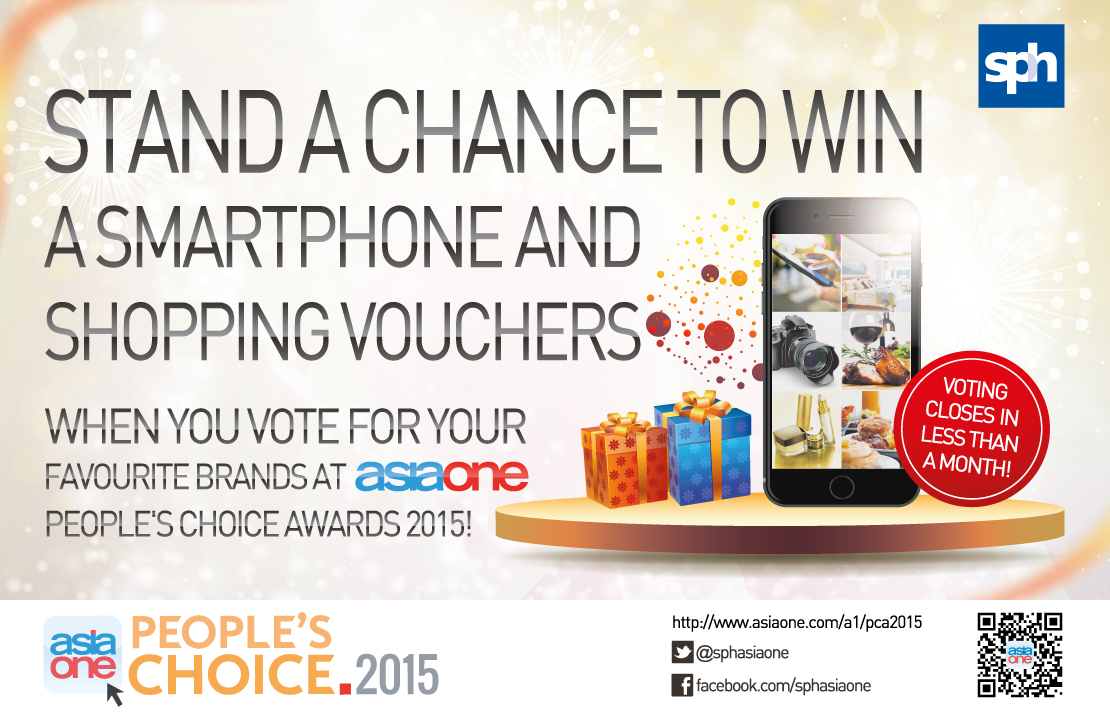 sph
STAND A CHANCE TO WIN
A SMARTPHONE AND
SHOPPING VOUCHERS
WHEN YOU VOTE FOR YOUR
FAVOURITE BRANDS AT asiaone
PEOPLE'S CHOICE AWARDS 2015!
VOTING
CLOSES IN
LESS THAN
A MONTH!
asia
one
PEOPLE'S
CHOICE.2015
http://www.asiaone.com/a1/pca2015
@sphasiaone
facebook.com/sphasiaone
asia
one